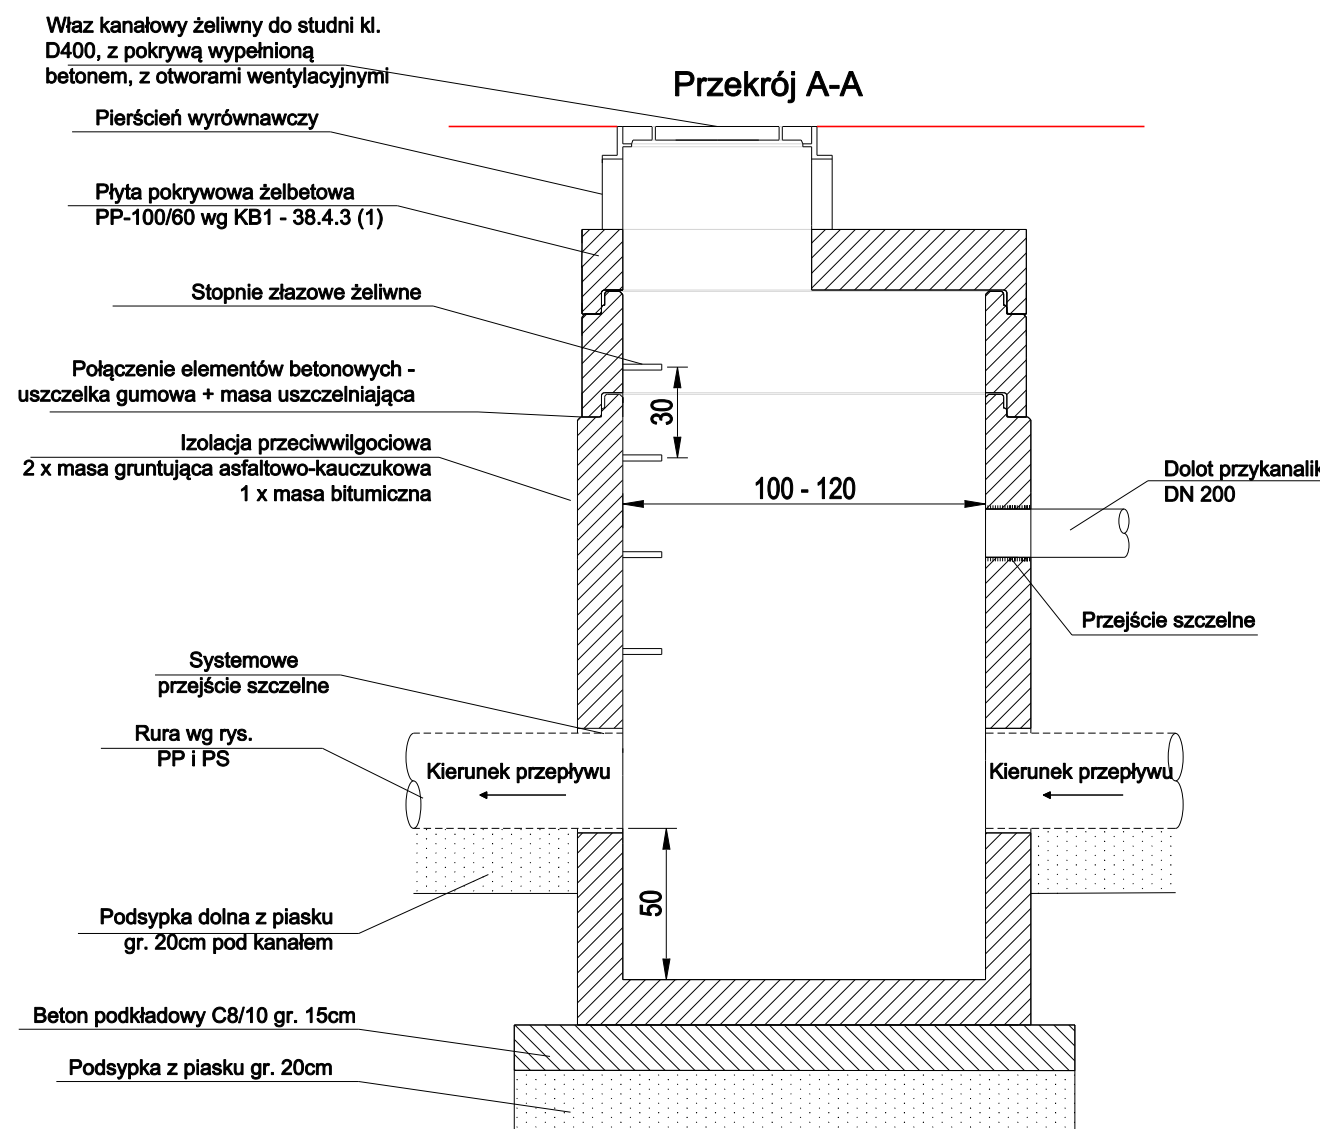 Właz kanałowy żeliwny do studni kl.
D400, z pokrywą wypełnioną
betonem, z otworami wentylacyjnymi
Przekrój A-A
Pierścień wyrównawczy
Płyta pokrywowa żelbetowa
PP-100/60 wg KB1 - 38.4.3 (1)
Stopnie złazowe żeliwne
Połączenie elementów betonowych -
uszczelka gumowa + masa uszczelniająca
30
Izolacja przeciwwilgociowa
2 x masa gruntująca asfaltowo-kauczukowa
1 x masa bitumiczna
100 - 120
Dolot przykanalik
DN 200
Przejście szczelne
Systemowe
przejście szczelne
Rura wg rys.
PP i PS
Kierunek przepływu
Kierunek przepływu
50
Podsypka dolna z piasku
gr. 20cm pod kanałem
Beton podkładowy C8/10 gr. 15cm
Podsypka z piasku gr. 20cm